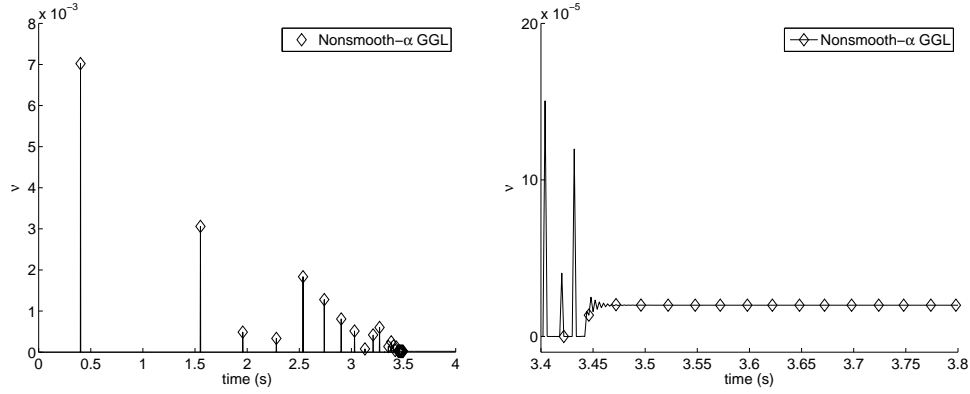 x 10⁻³
8
7
6
5
4
3
2
1
0
ν
0 0.5 1 1.5 2 2.5 3 3.5 4
time (s)
Nonsmooth−α GGL
x 10⁻⁵
20
10
0
ν
3.4 3.45 3.5 3.55 3.6 3.65 3.7 3.75 3.8
time (s)
Nonsmooth−α GGL